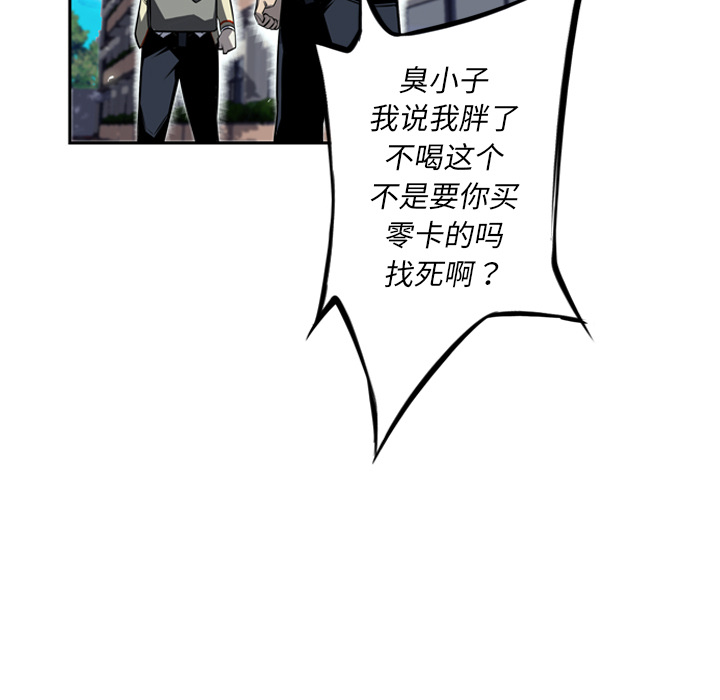 臭小子
我说我胖了
不喝这个
不是要你买
零卡的吗
找死啊？